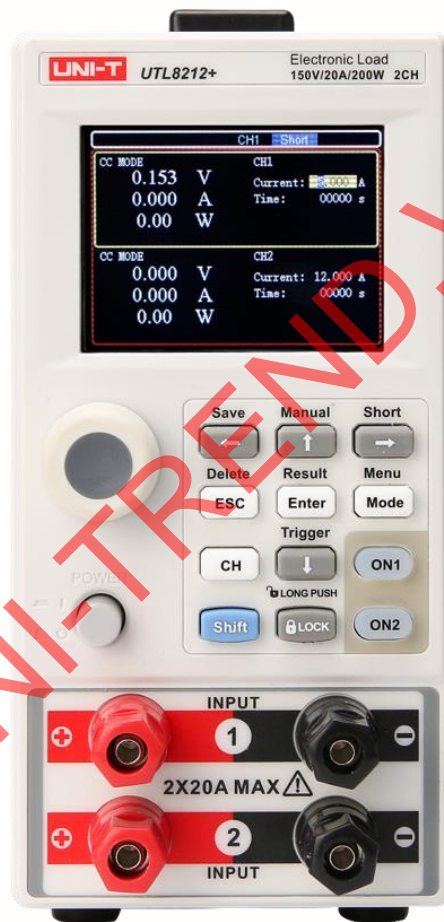 UNI-T UTL8212+
Electronic Load
150V/20A/200W 2CH
CH1 Short
CC MODE
0.153 V
0.000 A
0.00 W
CH1
Current: .000 A
Time: 00000 s
CC MODE
0.000 V
0.000 A
0.00 W
CH2
Current: 12.000 A
Time: 00000 s
Save Manual Short
Delete Result Menu
ESC Enter Mode
Trigger
CH ON1
LONG PUSH
Shift LOCK ON2
POWER
INPUT
1
2X20A MAX
2
INPUT
UNI-TREND